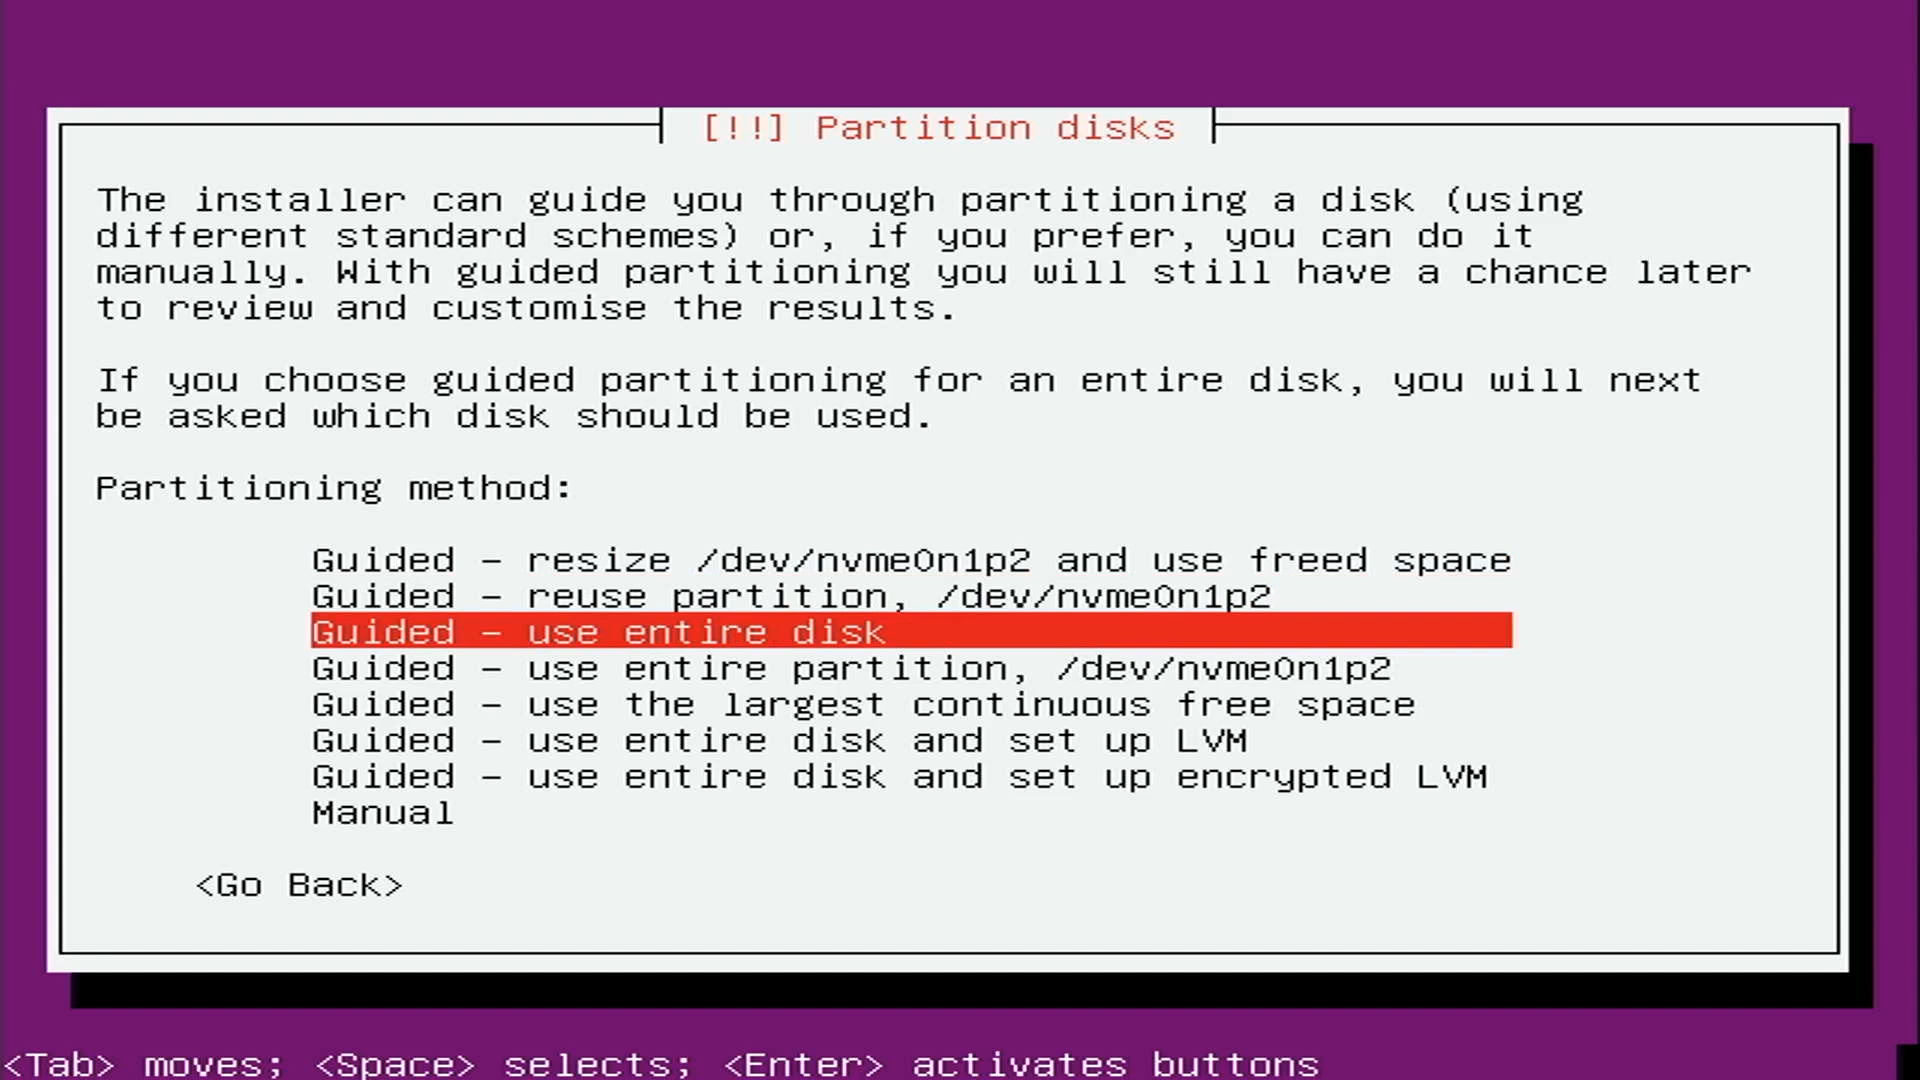 [!!] Partition disks
The installer can guide you through partitioning a disk (using
different standard schemes) or, if you prefer, you can do it
manually. With guided partitioning you will still have a chance later
to review and customise the results.
If you choose guided partitioning for an entire disk, you will next
be asked which disk should be used.
Partitioning method:
Guided - resize /dev/nvme0n1p2 and use freed space
Guided - reuse partition, /dev/nvme0n1p2
Guided - use entire disk
Guided - use entire partition, /dev/nvme0n1p2
Guided - use the largest continuous free space
Guided - use entire disk and set up LVM
Guided - use entire disk and set up encrypted LVM
Manual
<Go Back>
<Tab> moves; <Space> selects; <Enter> activates buttons